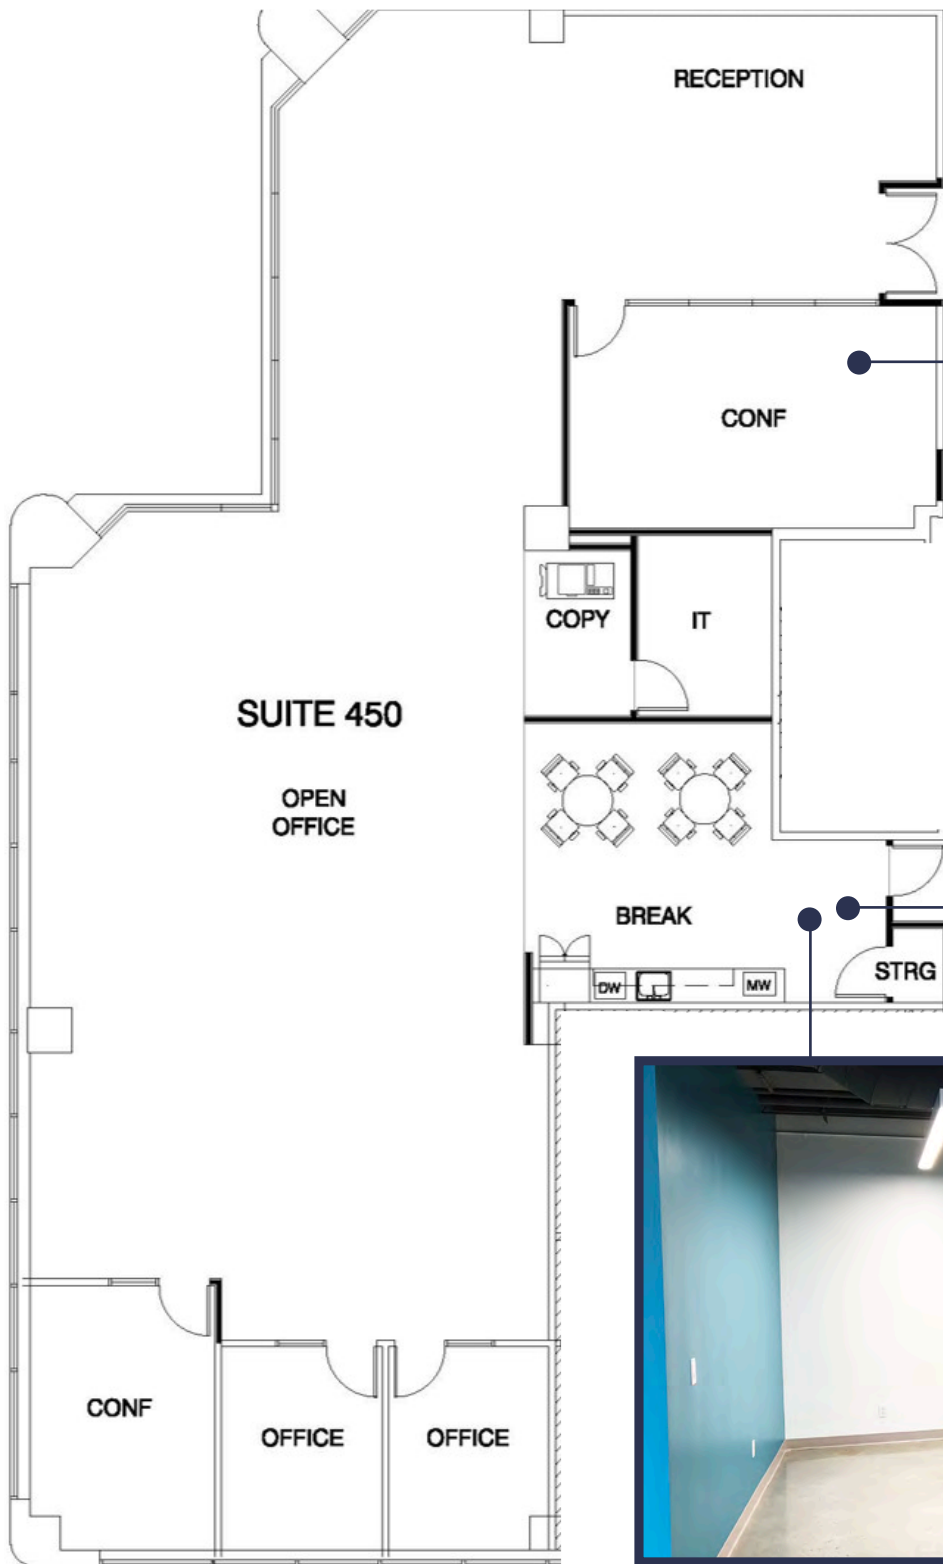 RECEPTION
CONF
COPY
IT
SUITE 450
OPEN
OFFICE
BREAK
STRG
DW
MW
CONF
OFFICE
OFFICE